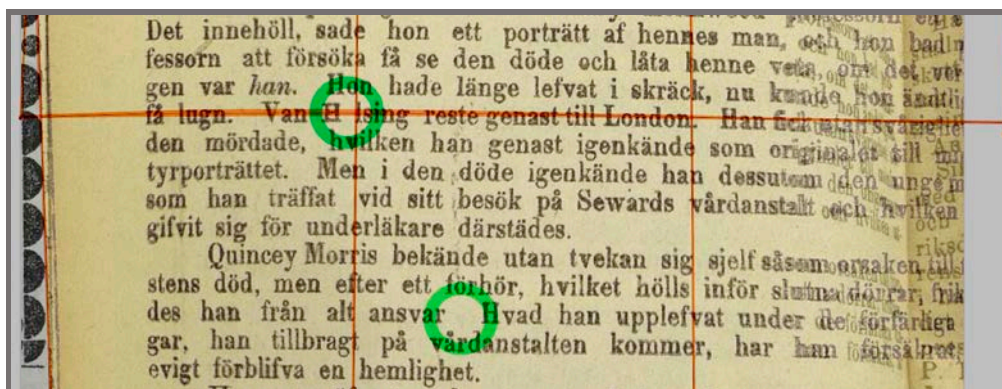 Det innehöll, sade hon ett porträtt af hennes man, och hon bad
fessorn att försöka få se den döde och låta henne veta, om det var
gen var han. Hon hade länge lefvat i skräck, nu kunde hon ändtli
få lugn. Van H lsing reste genast till London. Han fick utan svårighe
den mördade, hvilken han genast igenkände som originalet till
tyrporträttet. Men i den döde igenkände han dessutom den unge m
som han träffat vid sitt besök på Sewards vårdanstalt och hvilken
gifvit sig för underläkare därstädes.
Quincey Morris bekände utan tvekan sig sjelf såsom orsaken till
stens död, men efter ett förhör, hvilket hölls inför slutna dörrar, frik
des han från alt ansvar Hvad han upplefvat under de förfärliga
gar, han tillbragt på vårdanstalten kommer, har han försäkrat,
evigt förblifva en hemlighet.